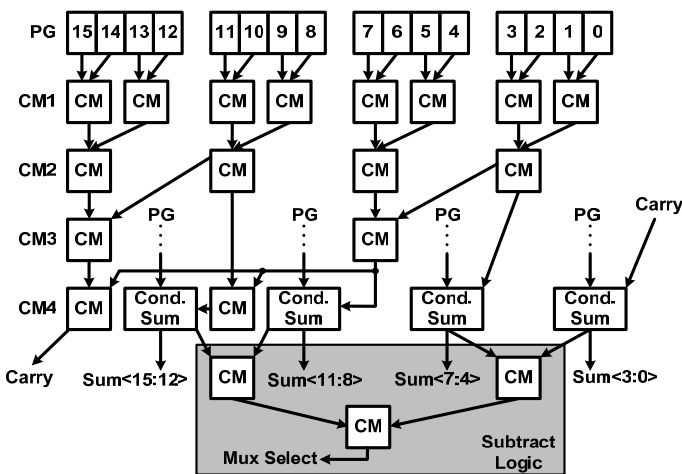 PG 15 14 13 12 11 10 9 8 7 6 5 4 3 2 1 0
CM1 CM CM CM CM CM CM CM CM
CM2 CM CM CM CM
CM3 CM PG PG CM PG PG Carry
CM4 CM Cond. Sum CM Cond. Sum Cond. Sum Cond. Sum
Carry Sum<15:12> CM Sum<11:8> Sum<7:4> CM Sum<3:0>
CM
Mux Select
Subtract
Logic